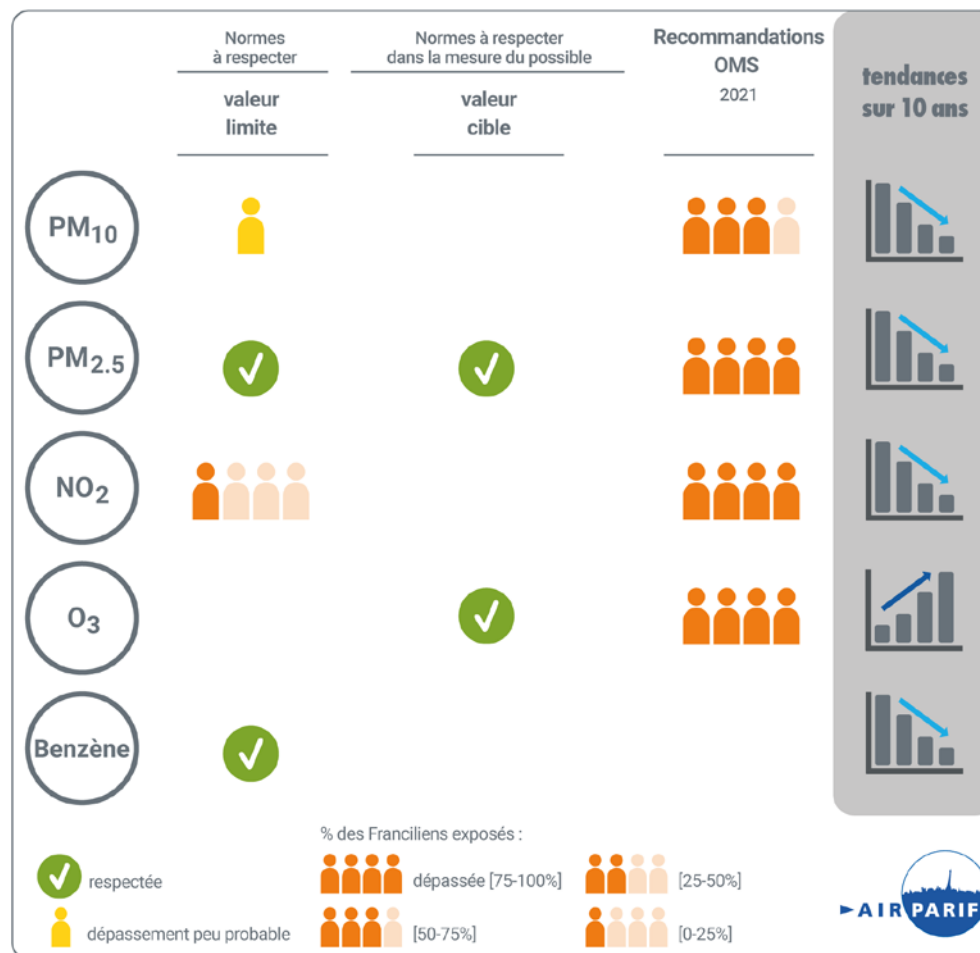 Normes
à respecter
valeur
limite
Normes à respecter
dans la mesure du possible
valeur
cible
Recommandations
OMS
2021
tendances
sur 10 ans
PM10
PM2.5
NO2
O3
Benzène
% des Franciliens exposés :
respectée
dépassée [75-100%]
[25-50%]
dépassement peu probable
[50-75%]
[0-25%]
AIRPARIF